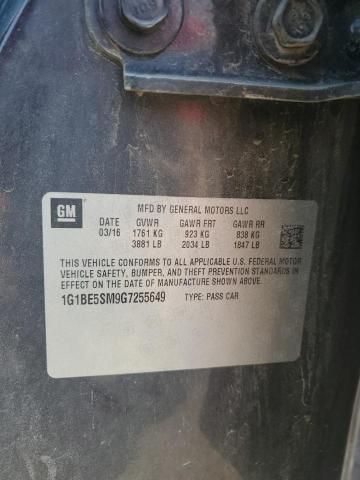 GM
MFD BY GENERAL MOTORS LLC
GVWR GAWR FRT GAWR RR
03/16 1761 KG 923 KG 838 KG
3881 LB 2034 LB 1847 LB
THIS VEHICLE CONFORMS TO ALL APPLICABLE U.S. FEDERAL MOTOR
VEHICLE SAFETY, BUMPER, AND THEFT PREVENTION STANDARDS IN
EFFECT ON THE DATE OF MANUFACTURE SHOWN ABOVE.
1G1BE5SM9G7255649 TYPE: PASS CAR